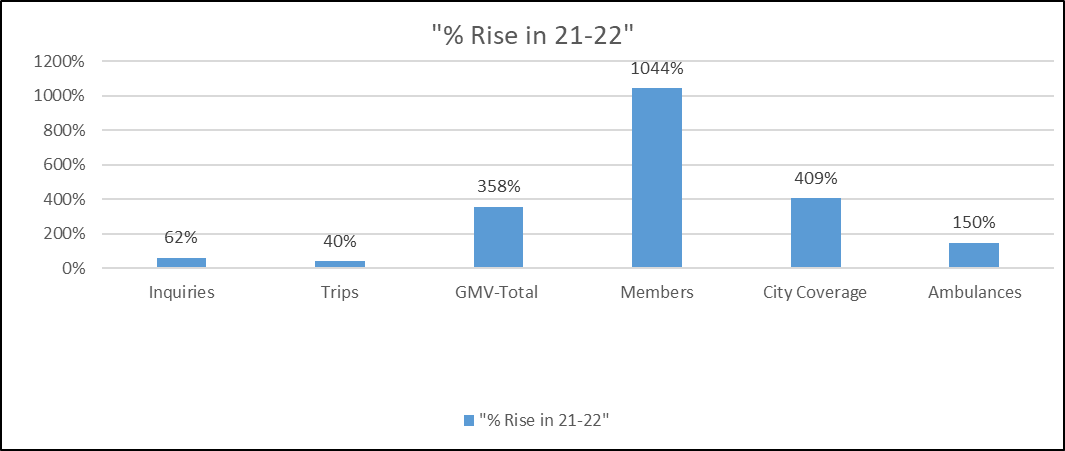 "% Rise in 21-22"
1200%
1000%
800%
600%
400%
200%
0%
62%
40%
358%
1044%
409%
150%
Inquiries
Trips
GMV-Total
Members
City Coverage
Ambulances
"% Rise in 21-22"